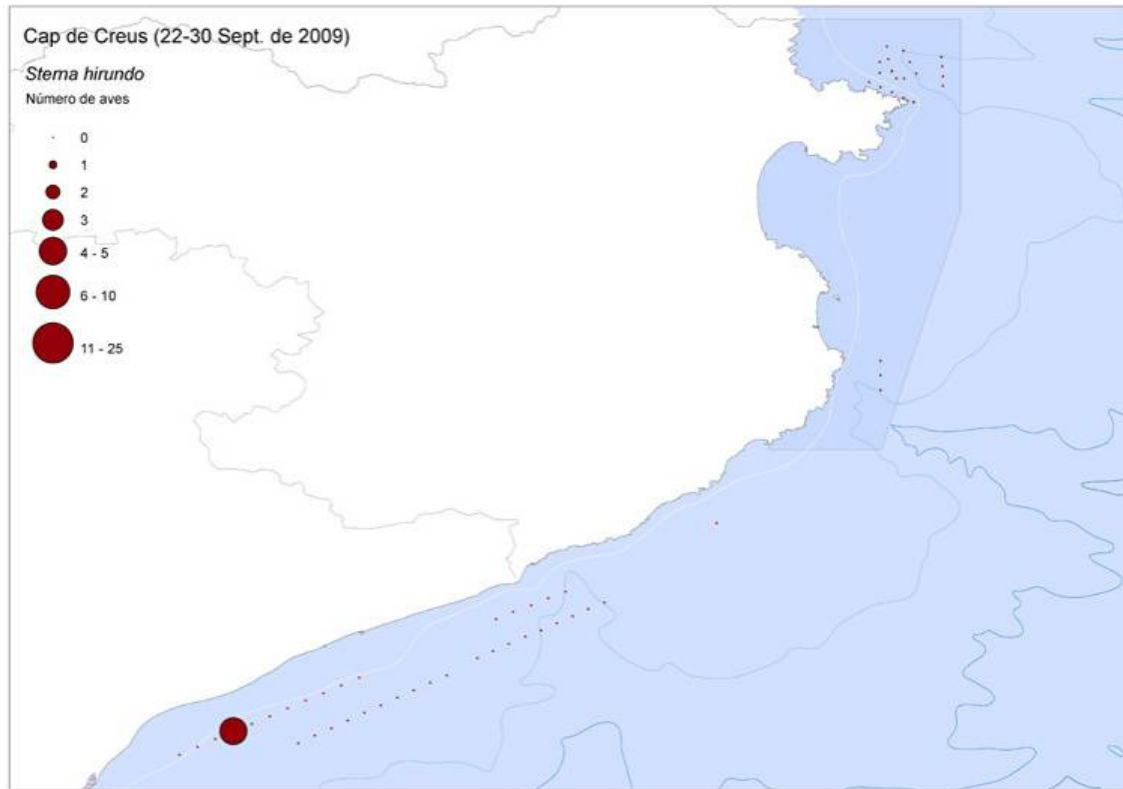 Cap de Creus (22-30 Sept. de 2009)
Sterna hirundo
Número de aves
0
1
2
3
4 - 5
6 - 10
11 - 25